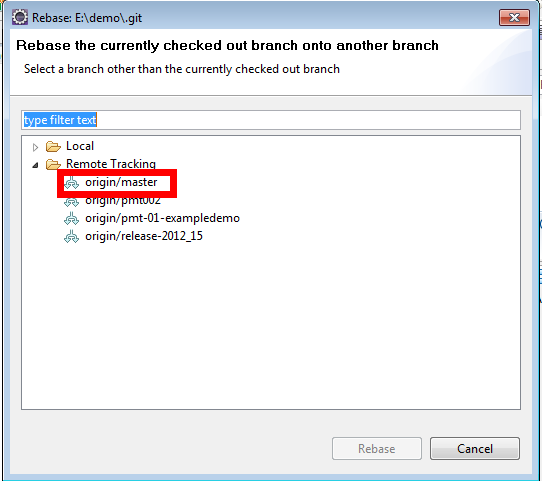 Rebase: E:\demo\.git
Rebase the currently checked out branch onto another branch
Select a branch other than the currently checked out branch
type filter text
Local
Remote Tracking
origin/master
origin/pmt002
origin/pmt-01-exampledemo
origin/release-2012_15
Rebase Cancel